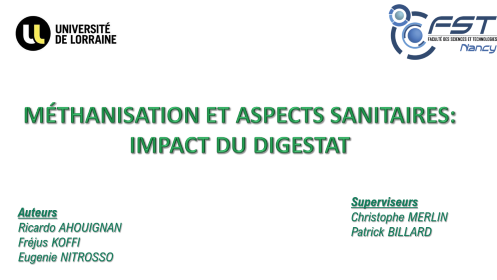 UNIVERSITÉ
DE LORRAINE
FST
FACULTÉ DES SCIENCES ET TECHNOLOGIES
Nancy
MÉTHANISATION ET ASPECTS SANITAIRES:
IMPACT DU DIGESTAT
Auteurs
Ricardo AHOUIGNAN
Fréjus KOFFI
Eugenie NITROSSO
Superviseurs
Christophe MERLIN
Patrick BILLARD